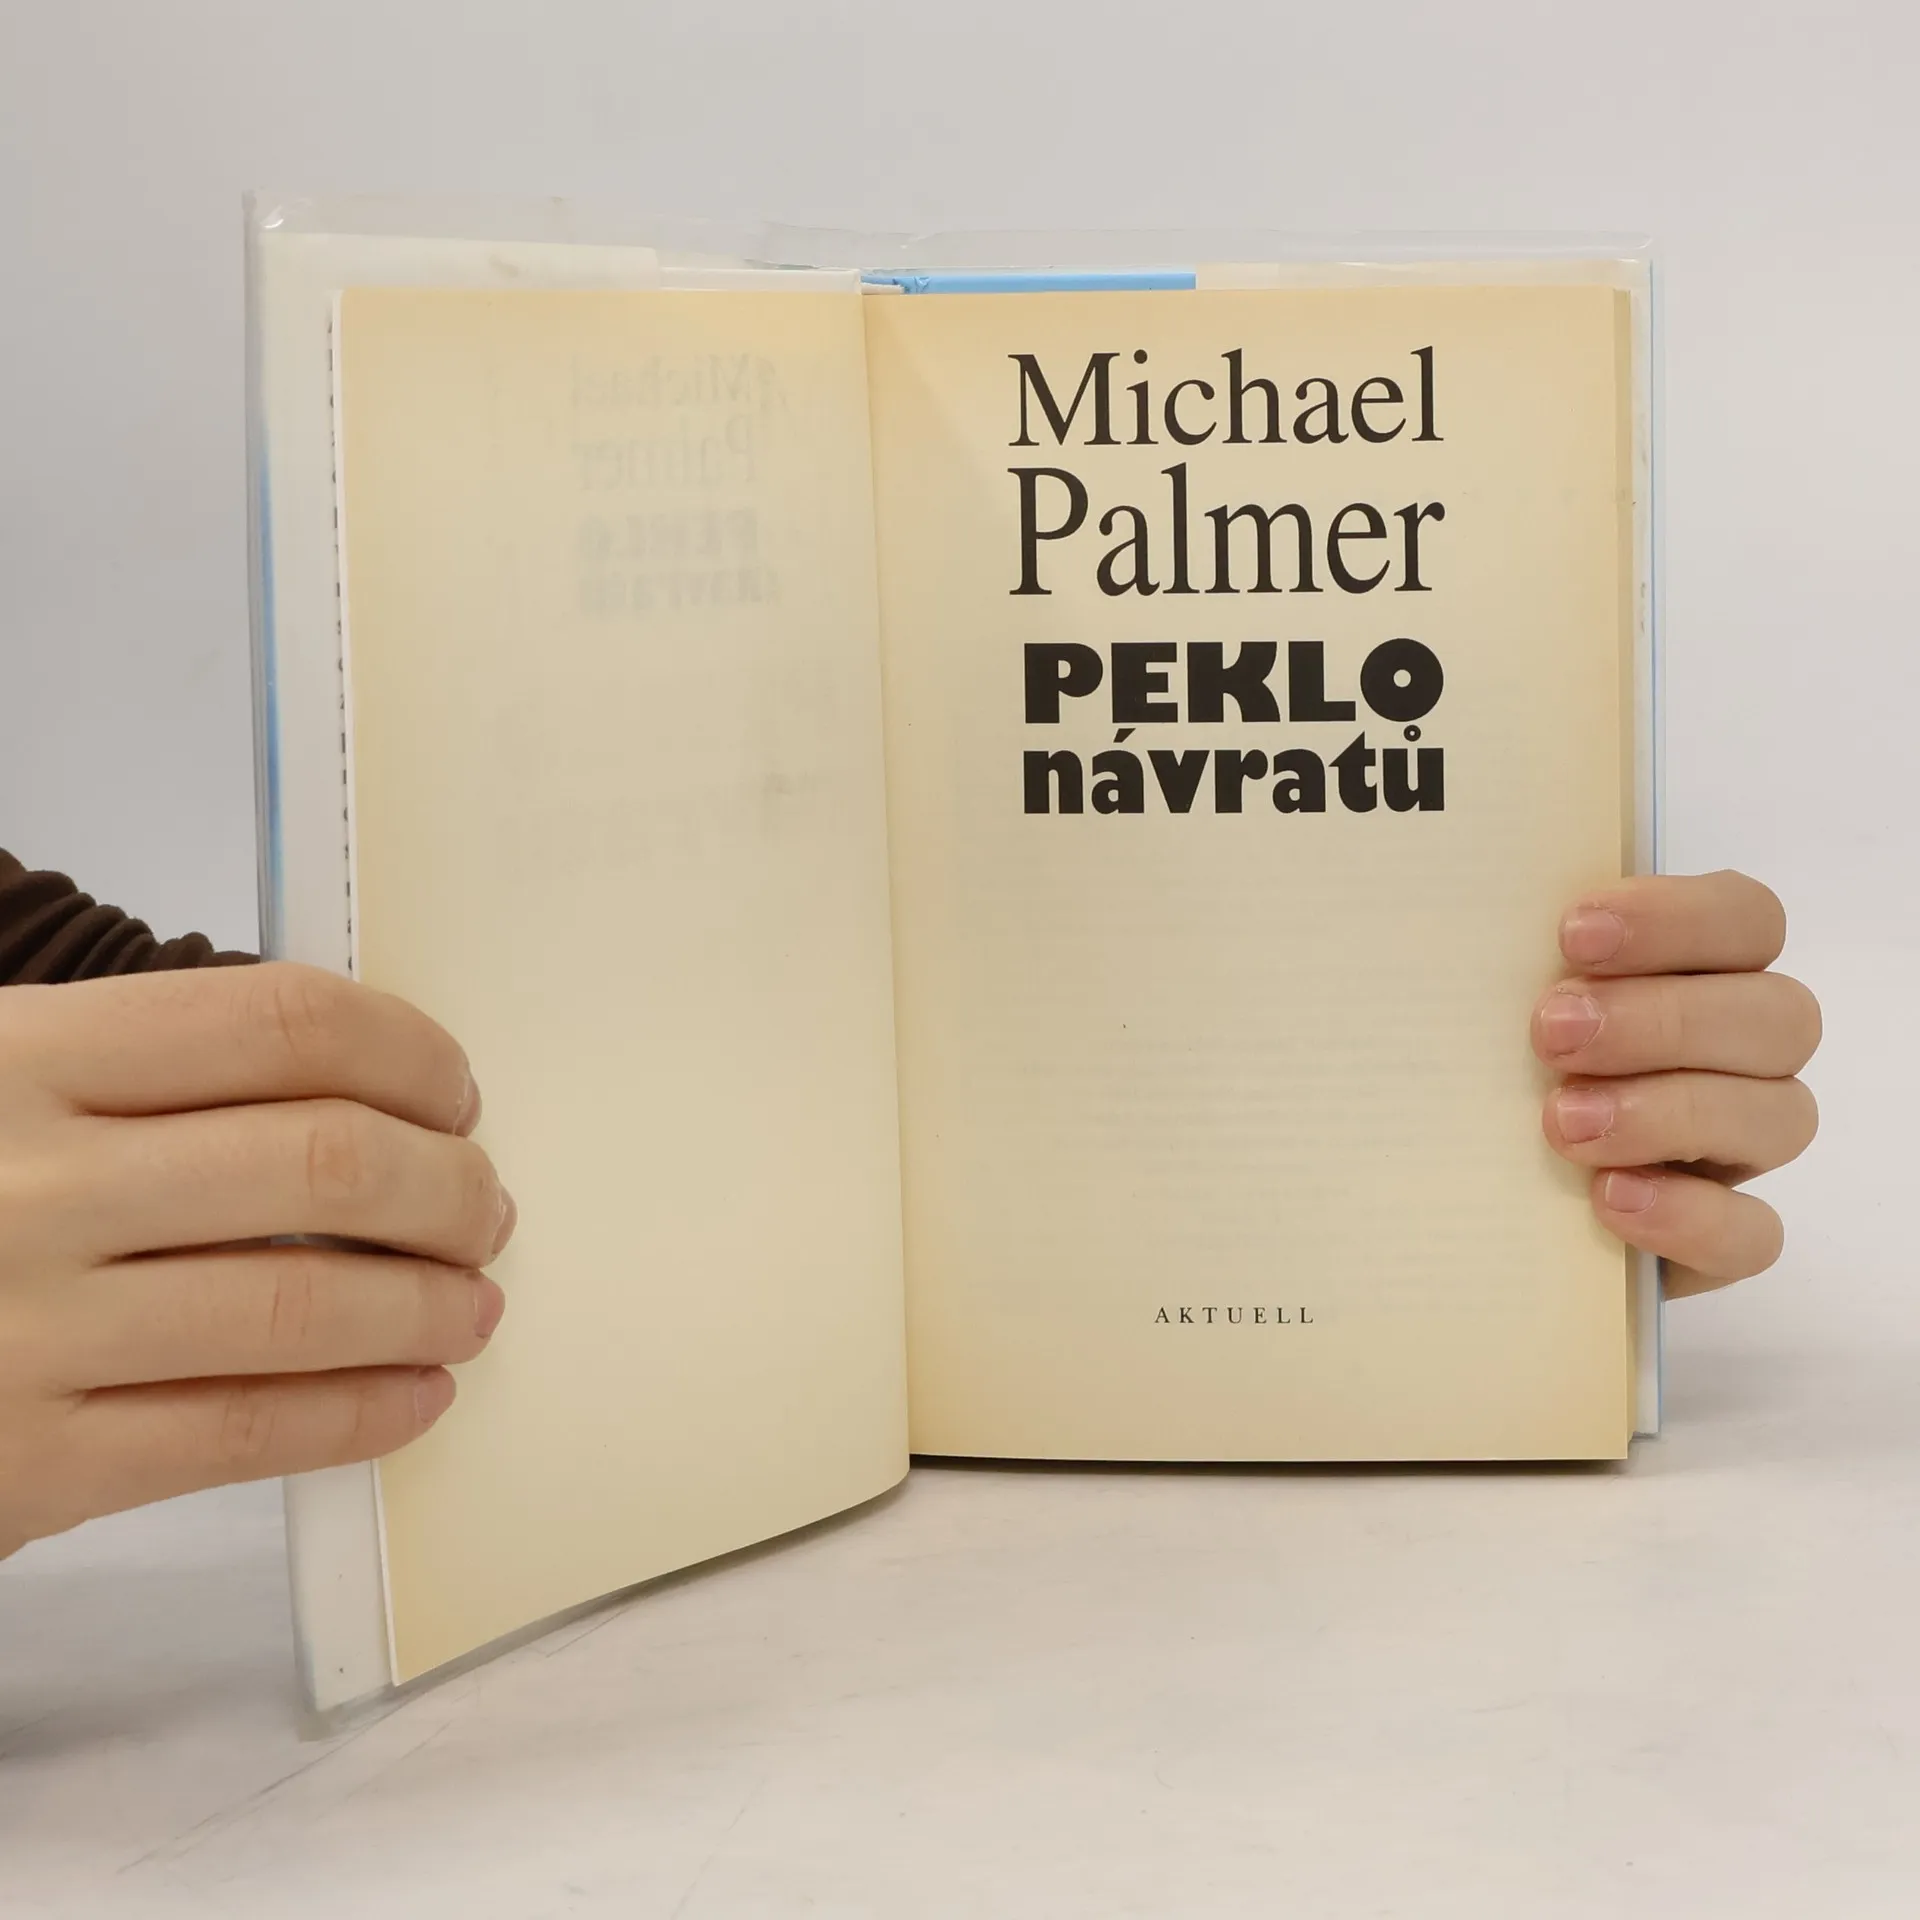 Michael
Palmer
PEKLO
návratů
AKTUELL